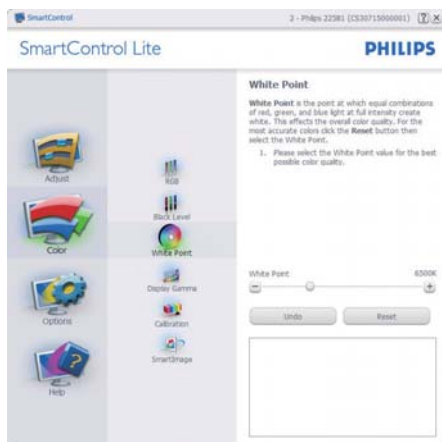 SmartControl
2 - Philips 225B1 (CS30715000001)
SmartControl Lite
PHILIPS
Adjust
Color
Options
Help
RGB
Black Level
White Point
Display Gamma
Calibration
SmartImage
White Point
White Point is the point at which equal combinations
of red, green, and blue light at full intensity create
white. This effects the overall color quality. For the
most accurate colors click the Reset button then
select the White Point.
1. Please select the White Point value for the best
possible color quality.
White Point 6500K
Undo
Reset